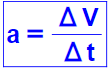 a = ΔV / Δt